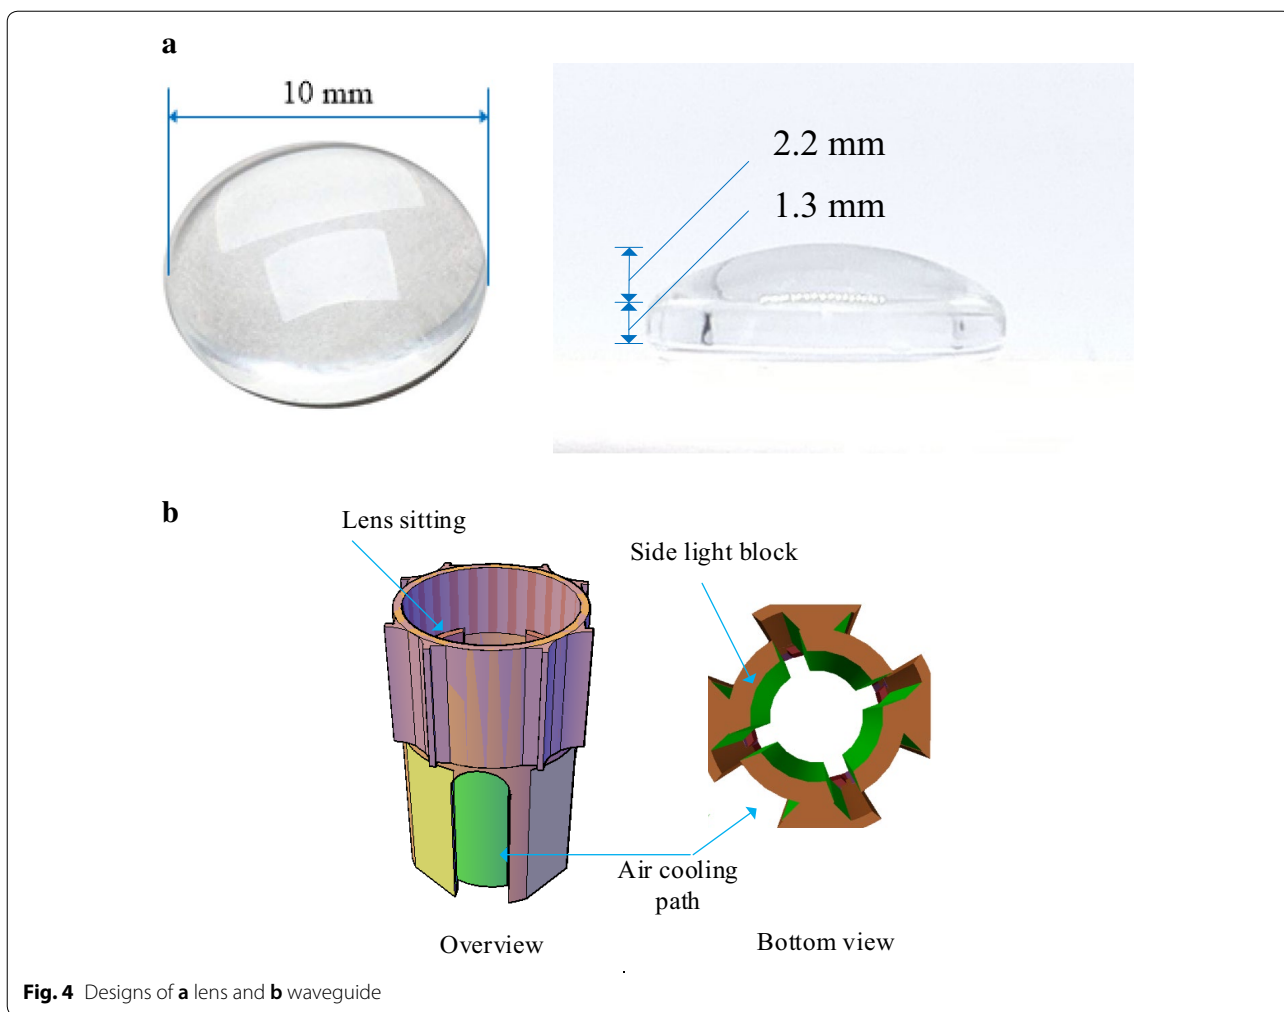 a
10 mm
2.2 mm
1.3 mm
b
Lens sitting
Side light block
Air cooling
path
Overview
Bottom view
Fig. 4 Designs of a lens and b waveguide